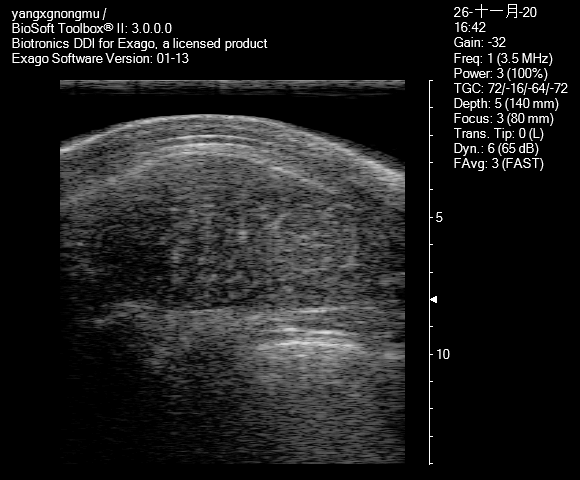 yangxgnongmu /
BioSoft Toolbox® II: 3.0.0.0
Biotronics DDI for Exago, a licensed product
Exago Software Version: 01-13
26-十一月-20
16:42
Gain: -32
Freq: 1 (3.5 MHz)
Power: 3 (100%)
TGC: 72/-16/-64/-72
Depth: 5 (140 mm)
Focus: 3 (80 mm)
Trans. Tip: 0 (L)
Dyn.: 6 (65 dB)
FAvg: 3 (FAST)
5
10